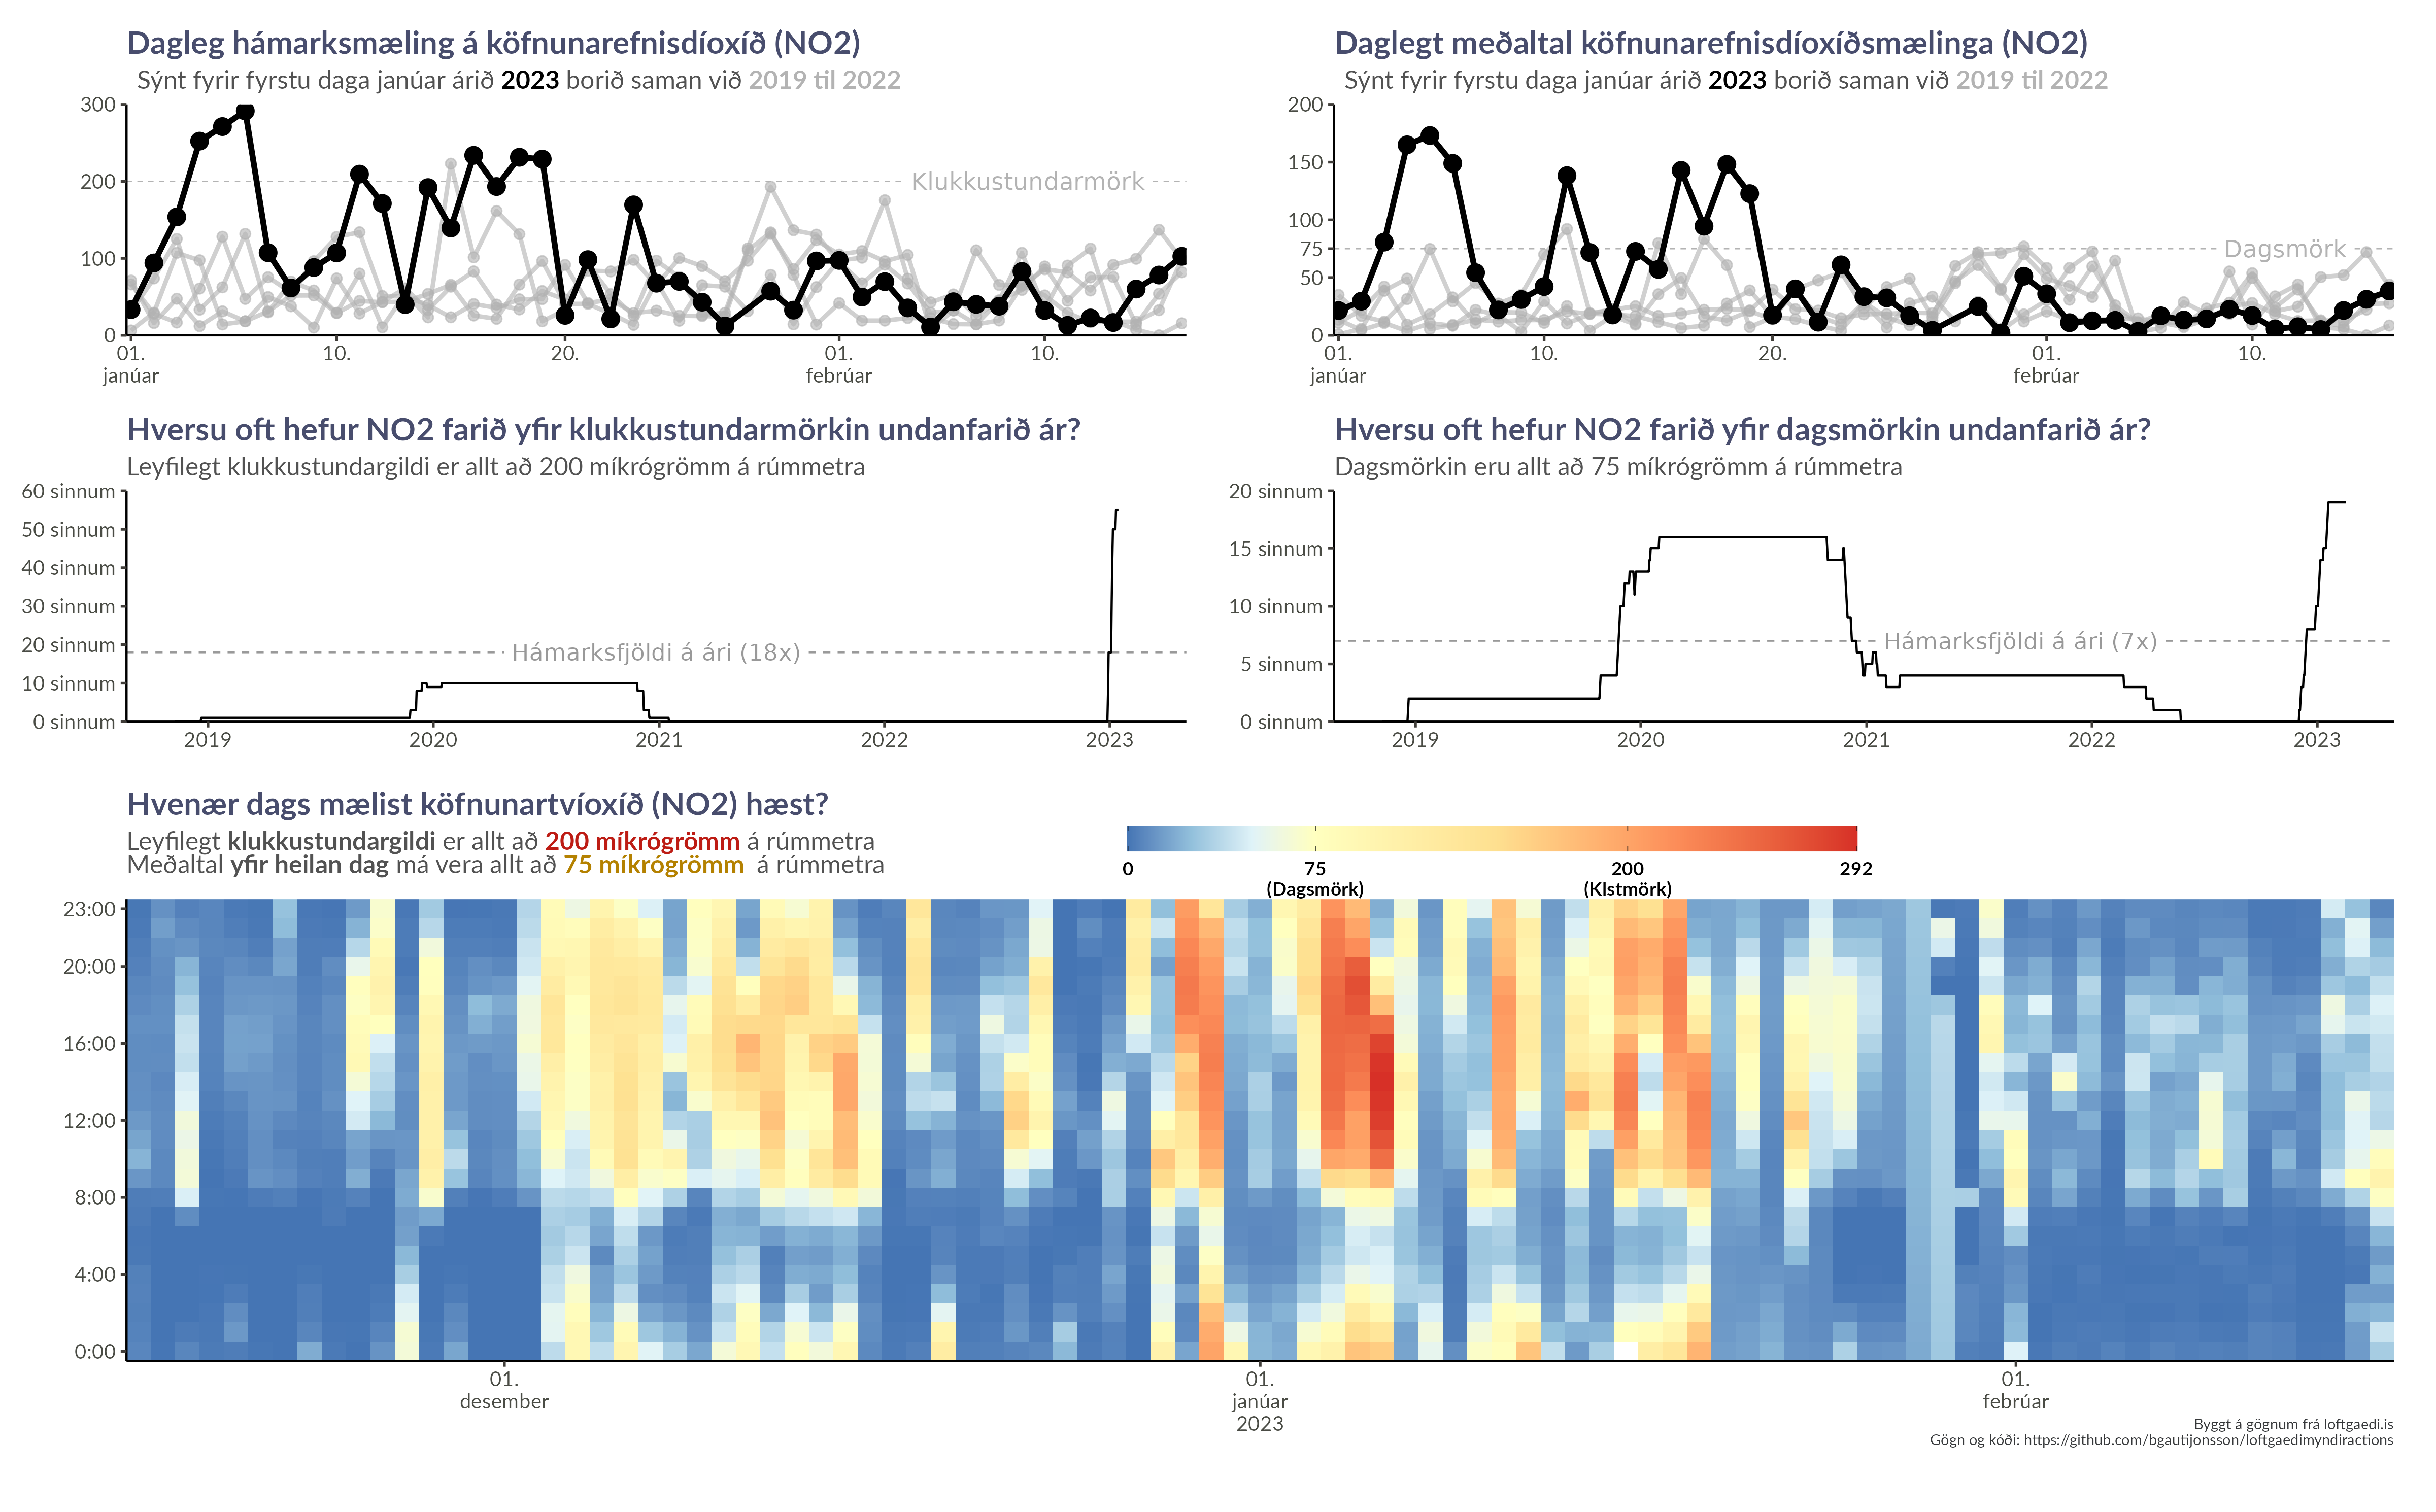 Dagleg hámarksmæling á köfnunarefnisdíoxíð (NO2)
Sýnt fyrir fyrstu daga janúar árið 2023 borið saman við 2019 til 2022
300
200
100
0
Klukkustundarmörk
01.
janúar
10.
20.
01.
febrúar
10.
Daglegt meðaltal köfnunarefnisdíoxíðsmælinga (NO2)
Sýnt fyrir fyrstu daga janúar árið 2023 borið saman við 2019 til 2022
200
150
100
75
50
0
Dagsmörk
01.
janúar
10.
20.
01.
febrúar
10.
Hversu oft hefur NO2 farið yfir klukkustundarmörkin undanfarið ár?
Leyfilegt klukkustundargildi er allt að 200 míkrógrömm á rúmmetra
60 sinnum
50 sinnum
40 sinnum
30 sinnum
20 sinnum
10 sinnum
0 sinnum
Hámarksfjöldi á ári (18x)
2019
2020
2021
2022
2023
Hversu oft hefur NO2 farið yfir dagsmörkin undanfarið ár?
Dagsmörkin eru allt að 75 míkrógrömm á rúmmetra
20 sinnum
15 sinnum
10 sinnum
5 sinnum
0 sinnum
Hámarksfjöldi á ári (7x)
2019
2020
2021
2022
2023
Hvenær dags mælist köfnunartvíoxíð (NO2) hæst?
Leyfilegt klukkustundargildi er allt að 200 míkrógrömm á rúmmetra
Meðaltal yfir heilan dag má vera allt að 75 míkrógrömm á rúmmetra
0
75
(Dagsmörk)
200
(Klstmörk)
292
23:00
20:00
16:00
12:00
8:00
4:00
0:00
01.
desember
01.
janúar
2023
01.
febrúar
Byggt á gögnum frá loftgaedi.is
Gögn og kóði: https://github.com/bgautijonsson/loftgaedimyndiractions